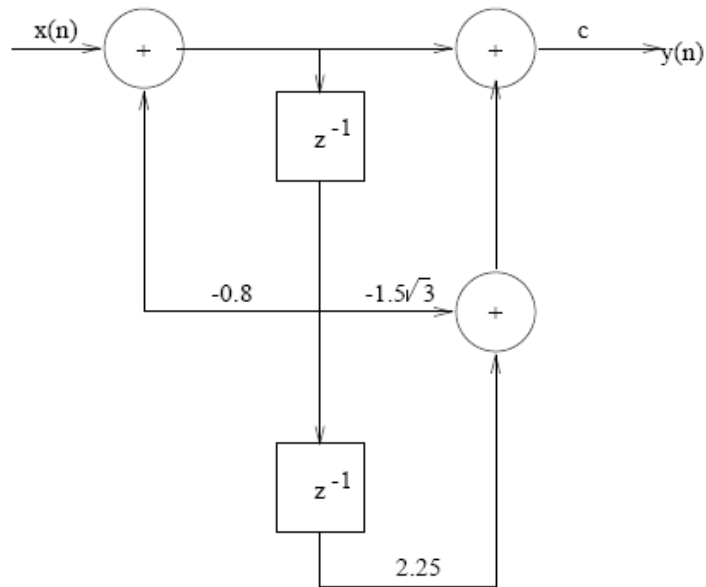 x(n)
+
+
c
y(n)
z^-1
-0.8
-1.5√3
+
z^-1
2.25